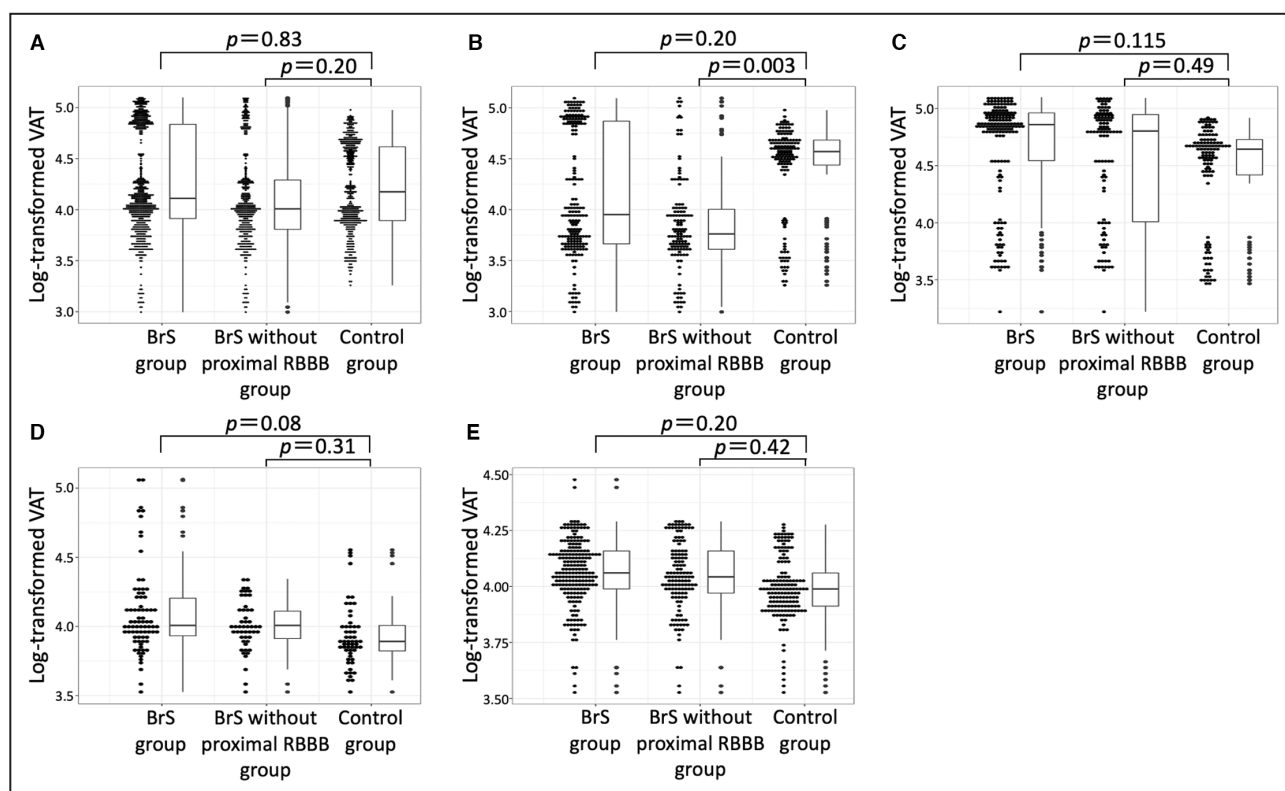 A
p=0.83
p=0.20
Log-transformed VAT
5.0
4.5
4.0
3.5
3.0
BrS group
BrS without proximal RBBB group
Control group
B
p=0.20
p=0.003
Log-transformed VAT
5.0
4.5
4.0
3.5
3.0
BrS group
BrS without proximal RBBB group
Control group
C
p=0.115
p=0.49
Log-transformed VAT
5.0
4.5
4.0
3.5
BrS group
BrS without proximal RBBB group
Control group
D
p=0.08
p=0.31
Log-transformed VAT
5.0
4.5
4.0
3.5
BrS group
BrS without proximal RBBB group
Control group
E
p=0.20
p=0.42
Log-transformed VAT
4.50
4.25
4.00
3.75
3.50
BrS group
BrS without proximal RBBB group
Control group